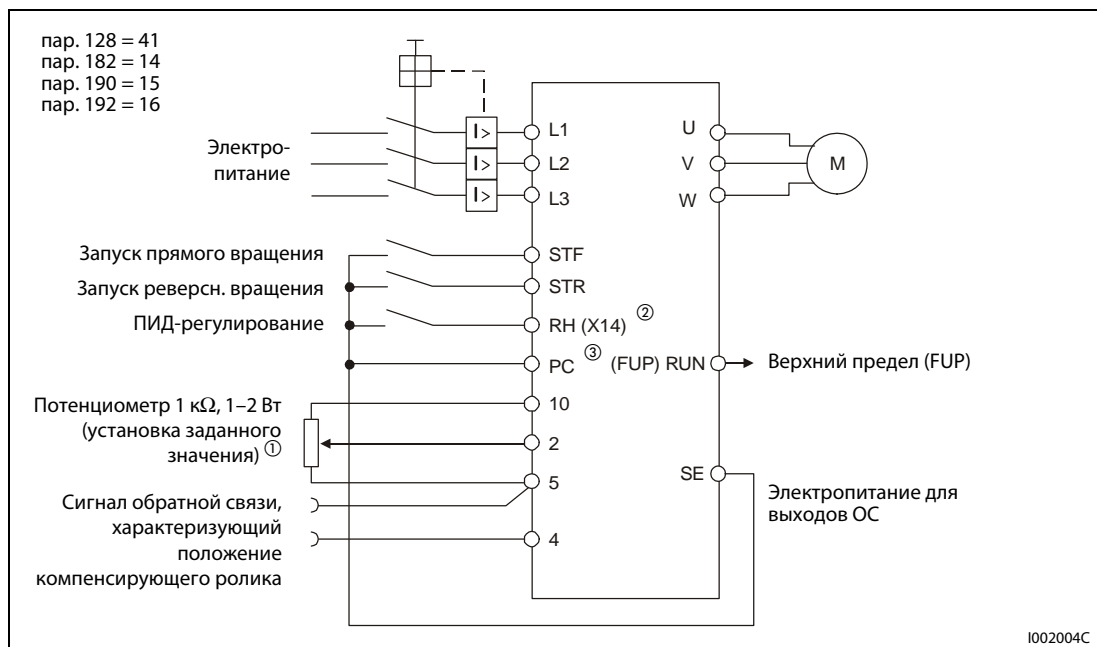 пар. 128 = 41
пар. 182 = 14
пар. 190 = 15
пар. 192 = 16
Электро-
питание
I>
I>
I>
L1
L2
L3
U
V
W
M
Запуск прямого вращения
STF
Запуск реверсн. вращения
STR
ПИД-регулирование
RH (X14) ②
PC ③
(FUP) RUN
Верхний предел (FUP)
Потенциометр 1 кΩ, 1–2 Вт
(установка заданного
значения) ①
10
2
5
Сигнал обратной связи,
характеризующий
положение
компенсирующего ролика
4
SE
Электропитание для
выходов ОС
I002004C